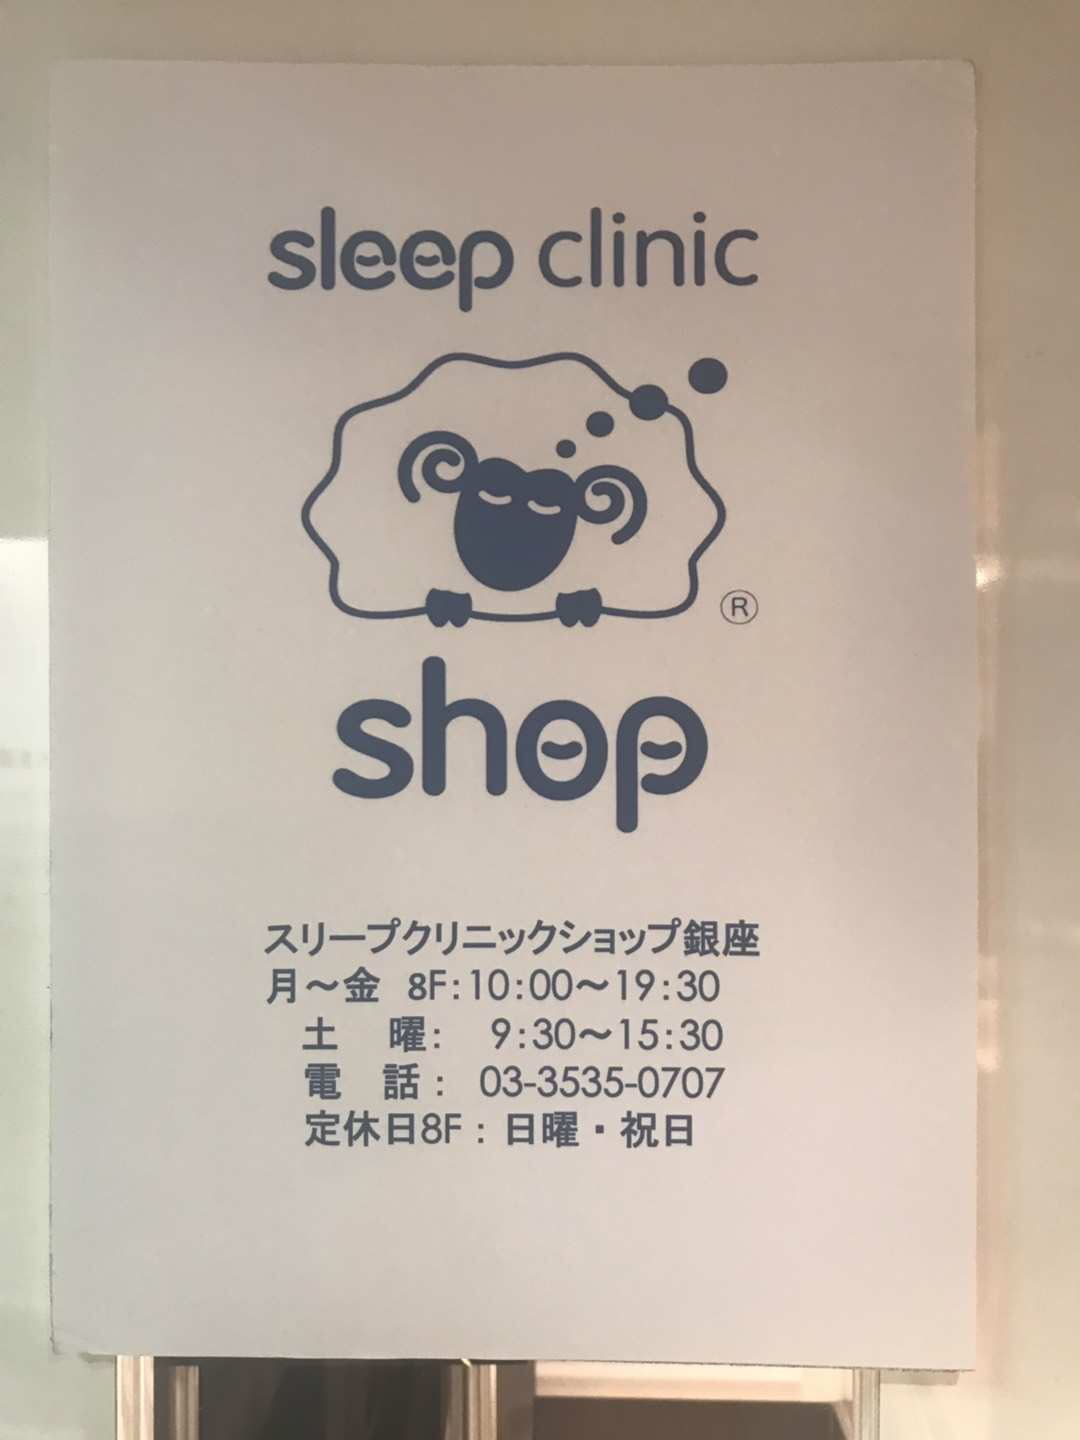 sleep clinic
®
shop
スリープクリニックショップ銀座
月～金 8F:10:00～19:30
土 曜: 9:30～15:30
電 話: 03-3535-0707
定休日8F:日曜・祝日